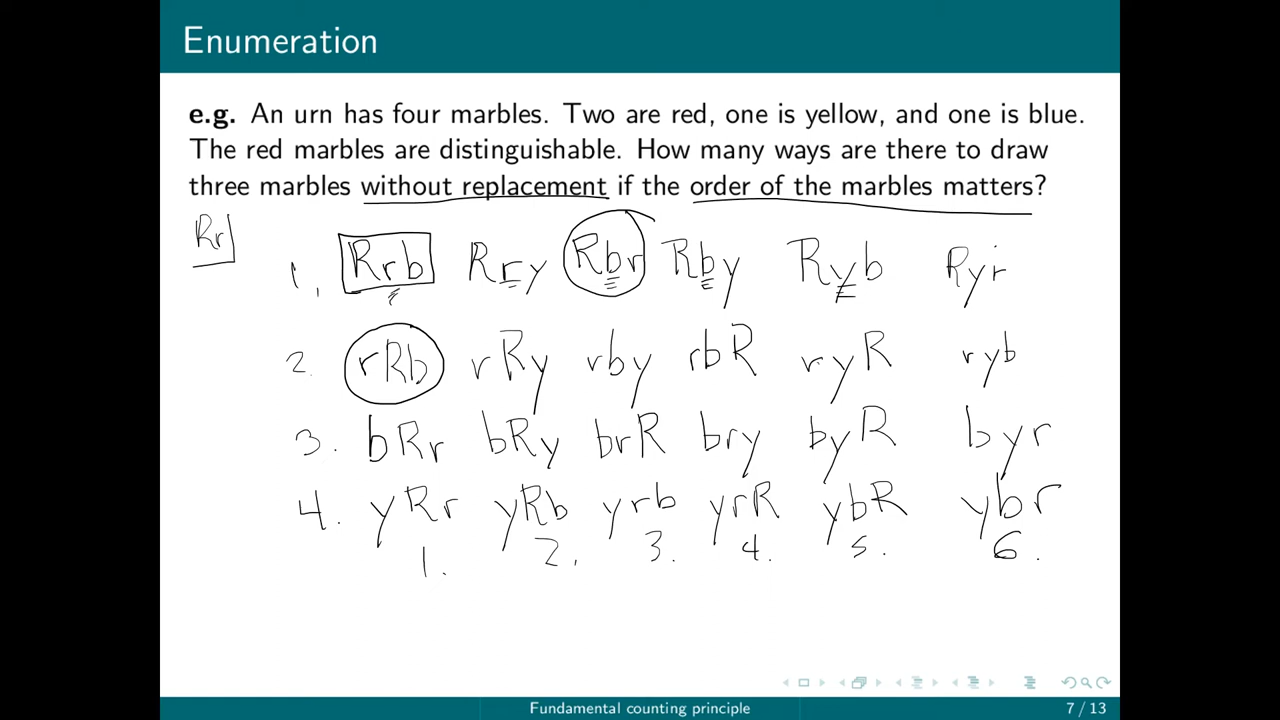 Enumeration
e.g. An urn has four marbles. Two are red, one is yellow, and one is blue.
The red marbles are distinguishable. How many ways are there to draw
three marbles without replacement if the order of the marbles matters?
Rr
1. Rrb Rry Rbr Rby Ryb Ryr
2. rRb rRy rby rbR ryR ryb
3. bRr bRy brR bry byR byr
4. yRr yRb yrb yrR ybR ybr
1. 2. 3. 4. 5. 6.
Fundamental counting principle 7 / 13